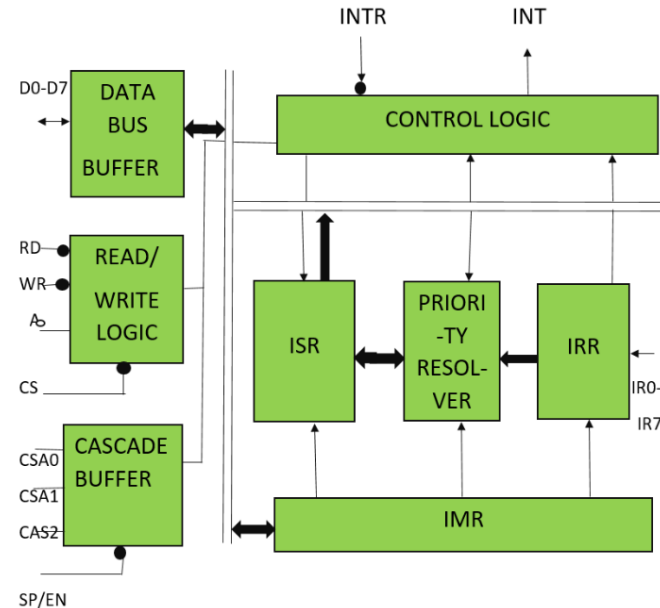 INTR
INT
D0-D7
DATA
BUS
BUFFER
CONTROL LOGIC
RD
WR
A0
READ/
WRITE
LOGIC
CS
ISR
PRIORI
-TY
RESOL-
VER
IRR
IR0-
IR7
CSA0
CSA1
CAS2
CASCADE
BUFFER
IMR
SP/EN